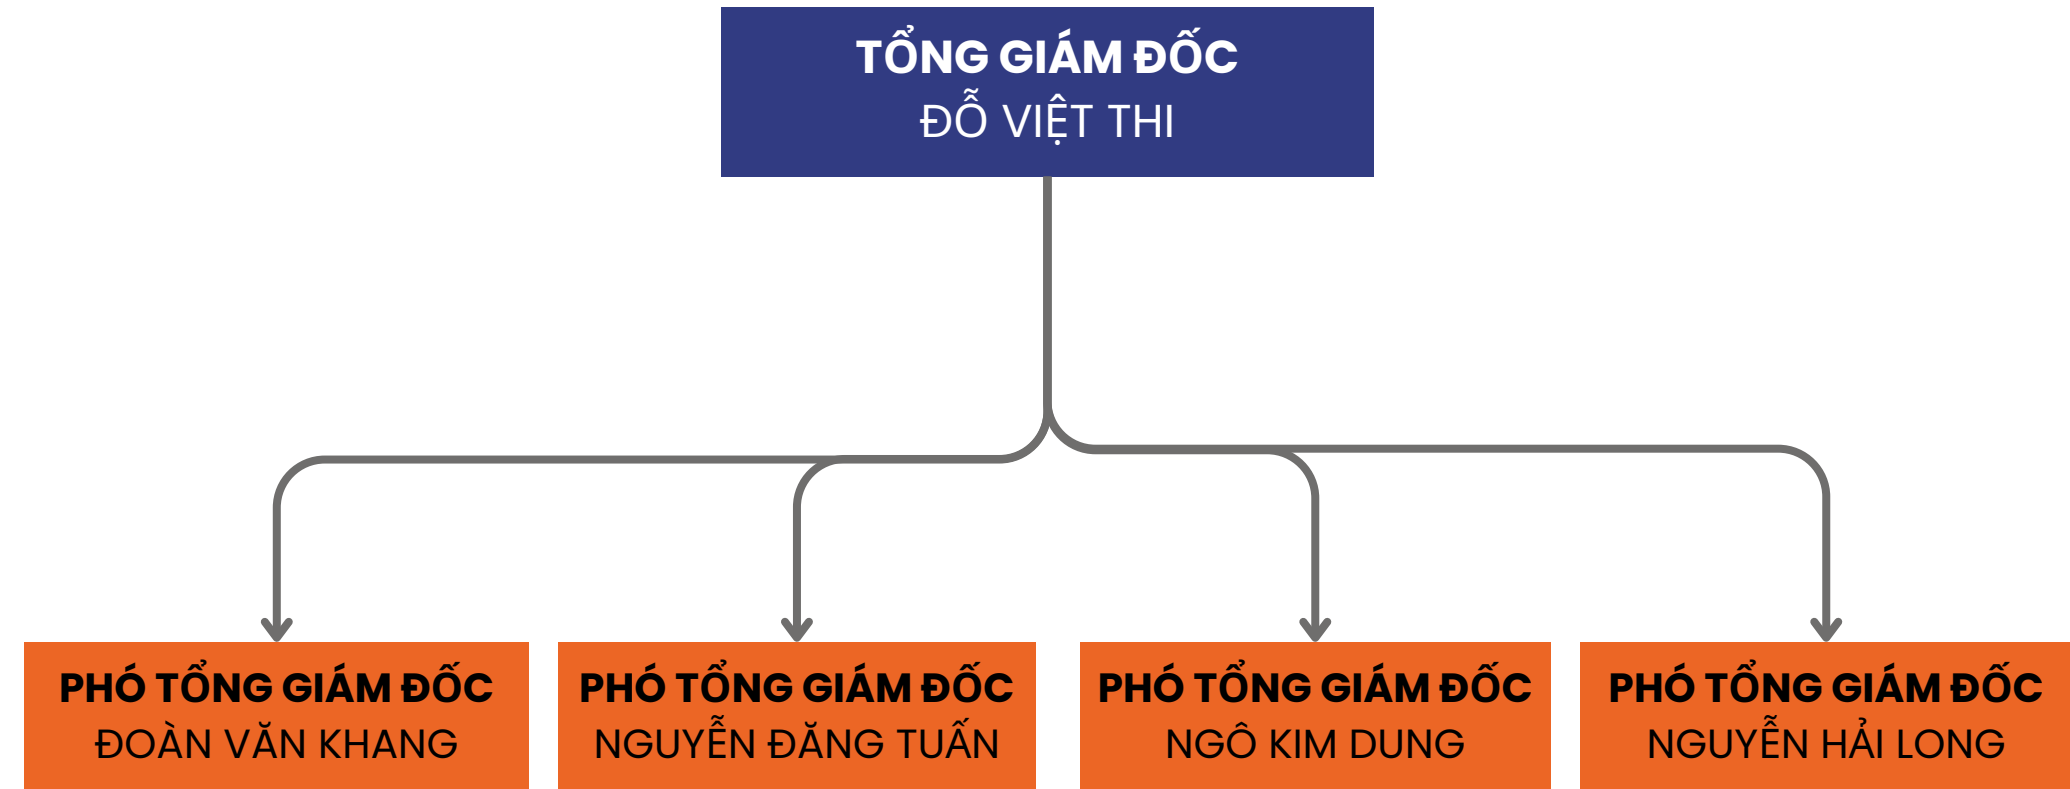 TỔNG GIÁM ĐỐC
ĐỖ VIỆT THI
PHÓ TỔNG GIÁM ĐỐC
ĐOÀN VĂN KHANG
PHÓ TỔNG GIÁM ĐỐC
NGUYỄN ĐĂNG TUẤN
PHÓ TỔNG GIÁM ĐỐC
NGÔ KIM DUNG
PHÓ TỔNG GIÁM ĐỐC
NGUYỄN HẢI LONG